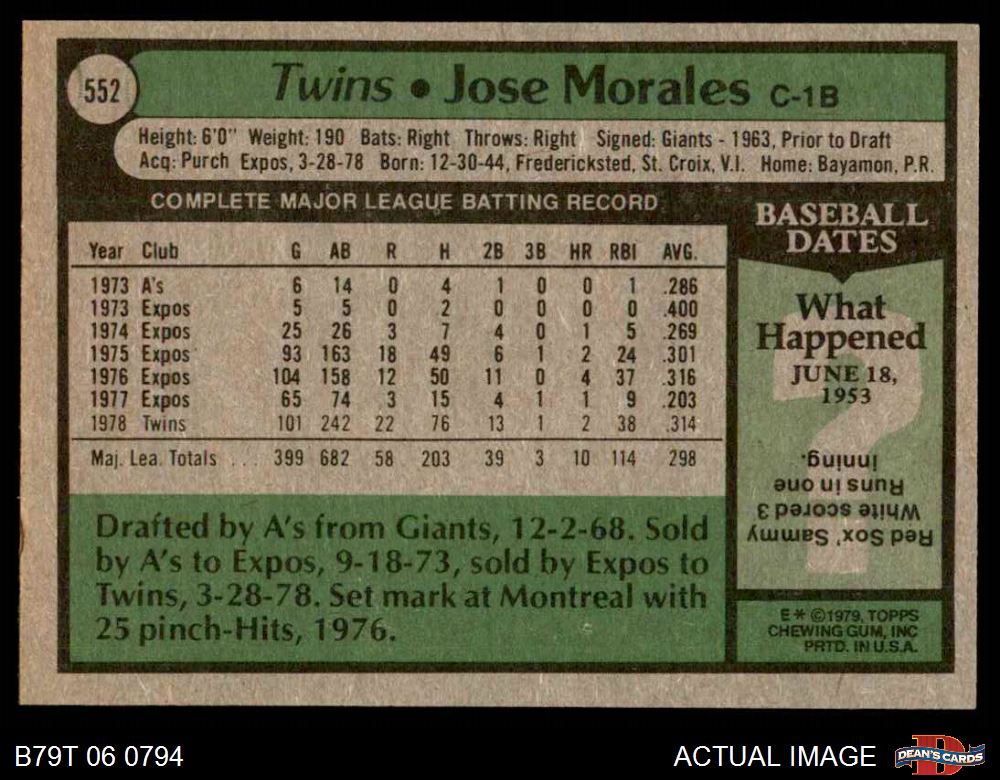 552
Twins • Jose Morales C-1B
Height: 6'0" Weight: 190 Bats: Right Throws: Right Signed: Giants - 1963, Prior to Draft
Acq: Purch Expos, 3-28-78 Born: 12-30-44, Fredericksted, St. Croix, V.I. Home: Bayamon, P.R.
COMPLETE MAJOR LEAGUE BATTING RECORD
Year Club G AB R H 2B 3B HR RBI AVG.
1973 A's 6 14 0 4 1 0 0 1 .286
1973 Expos 5 5 0 2 0 0 0 0 .400
1974 Expos 25 26 3 7 4 0 1 5 .269
1975 Expos 93 163 18 49 6 1 2 24 .301
1976 Expos 104 158 12 50 11 0 4 37 .316
1977 Expos 65 74 3 15 4 1 1 9 .203
1978 Twins 101 242 22 76 13 1 2 38 .314
Maj. Lea. Totals ... 399 682 58 203 39 3 10 114 298
Drafted by A's from Giants, 12-2-68. Sold
by A's to Expos, 9-18-73, sold by Expos to
Twins, 3-28-78. Set mark at Montreal with
25 pinch-Hits, 1976.
BASEBALL
DATES
What
Happened
JUNE 18,
1953
?
Red Sox', Sammy
White scored 3
Runs in one
inning.
E * ©1979, TOPPS
CHEWING GUM, INC
PRTD. IN U.S.A.
B79T 06 0794
ACTUAL IMAGE
D
DEAN'S CARDS